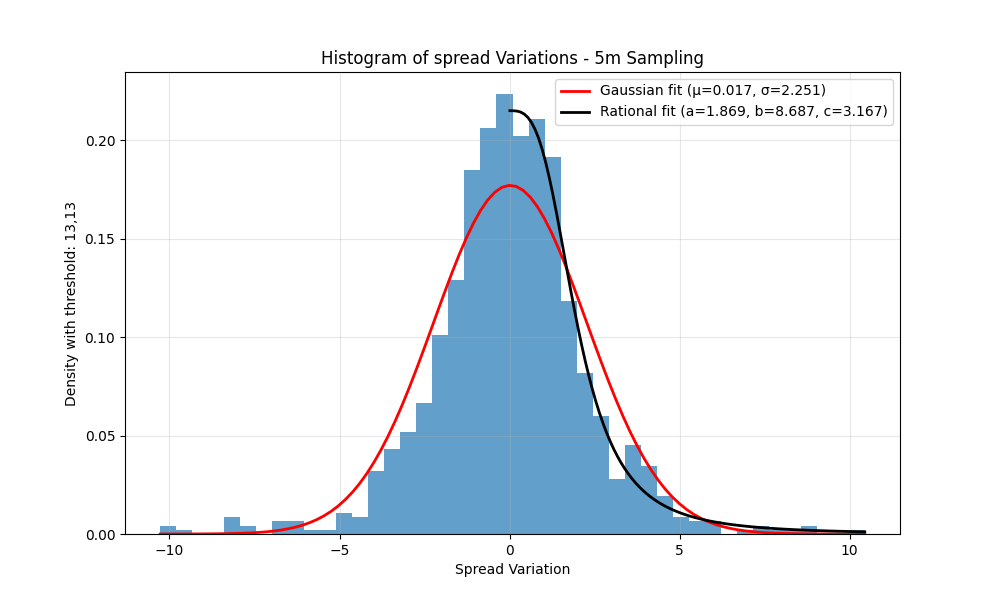 Histogram of spread Variations - 5m Sampling
Gaussian fit (μ=0.017, σ=2.251)
Rational fit (a=1.869, b=8.687, c=3.167)
Density with threshold: 13,13
0.20
0.15
0.10
0.05
0.00
−10
−5
0
5
10
Spread Variation